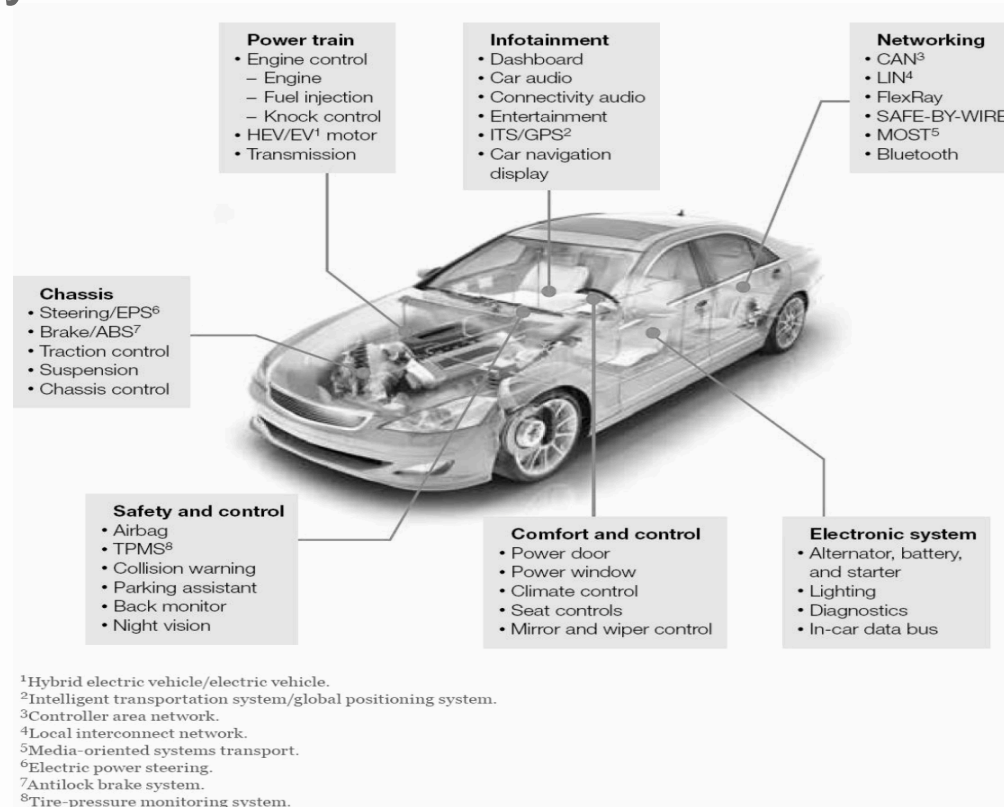 Power train
• Engine control
– Engine
– Fuel injection
– Knock control
• HEV/EV¹ motor
• Transmission
Infotainment
• Dashboard
• Car audio
• Connectivity audio
• Entertainment
• ITS/GPS²
• Car navigation
display
Networking
• CAN³
• LIN⁴
• FlexRay
• SAFE-BY-WIRE
• MOST⁵
• Bluetooth
Chassis
• Steering/EPS⁶
• Brake/ABS⁷
• Traction control
• Suspension
• Chassis control
Safety and control
• Airbag
• TPMS⁸
• Collision warning
• Parking assistant
• Back monitor
• Night vision
Comfort and control
• Power door
• Power window
• Climate control
• Seat controls
• Mirror and wiper control
Electronic system
• Alternator, battery,
and starter
• Lighting
• Diagnostics
• In-car data bus
¹Hybrid electric vehicle/electric vehicle.
²Intelligent transportation system/global positioning system.
³Controller area network.
⁴Local interconnect network.
⁵Media-oriented systems transport.
⁶Electric power steering.
⁷Antilock brake system.
⁸Tire-pressure monitoring system.